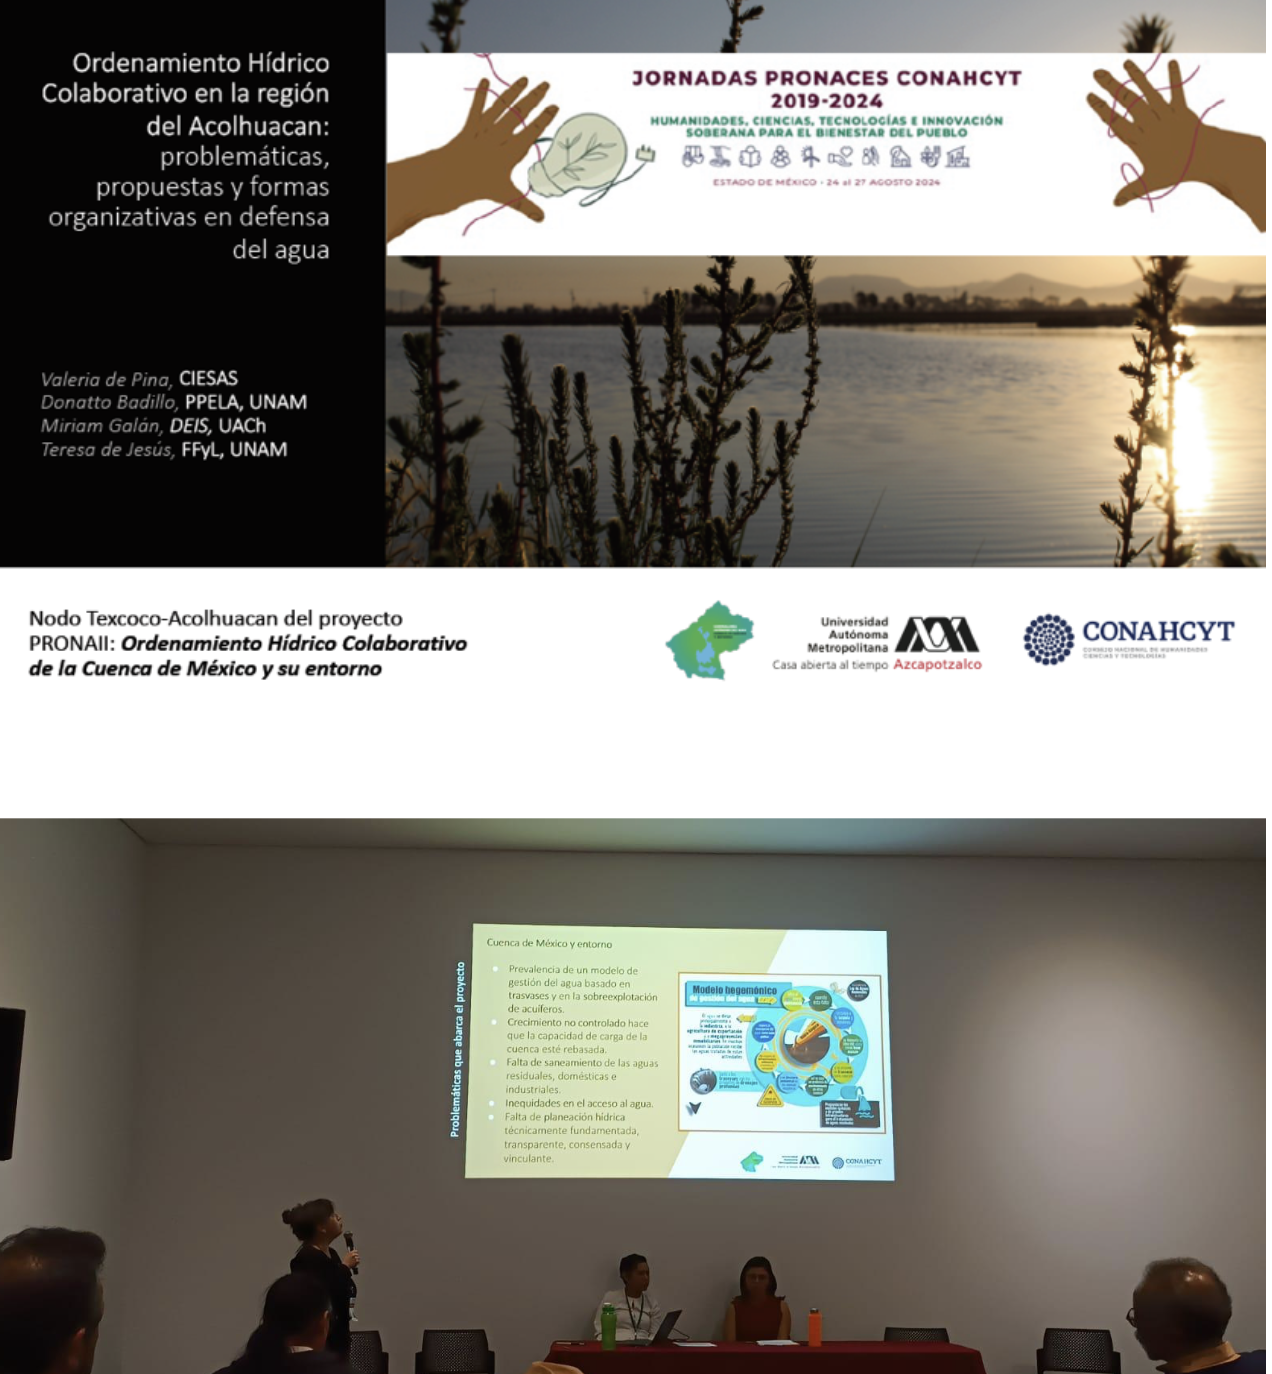 Ordenamiento Hídrico
Colaborativo en la región
del Acolhuacan:
problemáticas,
propuestas y formas
organizativas en defensa
del agua
Valeria de Pina, CIESAS
Donatto Badillo, PPELA, UNAM
Miriam Galán, DEIS, UACh
Teresa de Jesús, FFyL, UNAM
JORNADAS PRONACES CONAHCYT
2019-2024
HUMANIDADES, CIENCIAS, TECNOLOGÍAS E INNOVACIÓN
SOBERANA PARA EL BIENESTAR DEL PUEBLO
ESTADO DE MÉXICO - 24 al 27 AGOSTO 2024
Nodo Texcoco-Acolhuacan del proyecto
PRONAII: Ordenamiento Hídrico Colaborativo
de la Cuenca de México y su entorno
Universidad
Autónoma
Metropolitana
Casa abierta al tiempo Azcapotzalco
CONAHCYT
CONSEJO NACIONAL DE HUMANIDADES
CIENCIAS Y TECNOLOGÍAS
Problemáticas que abarca el proyecto
Cuenca de México y entorno
Prevalencia de un modelo de
gestión del agua basado en
trasvases y en la sobreexplotación
de acuíferos.
Crecimiento no controlado hace
que la capacidad de carga de la
cuenca esté rebasada.
Falta de saneamiento de las aguas
residuales, domésticas e
industriales.
Inequidades en el acceso al agua.
Falta de planeación hídrica
técnicamente fundamentada,
transparente, consensada y
vinculante.
Modelo hegemónico
de gestión del agua
CONAHCYT